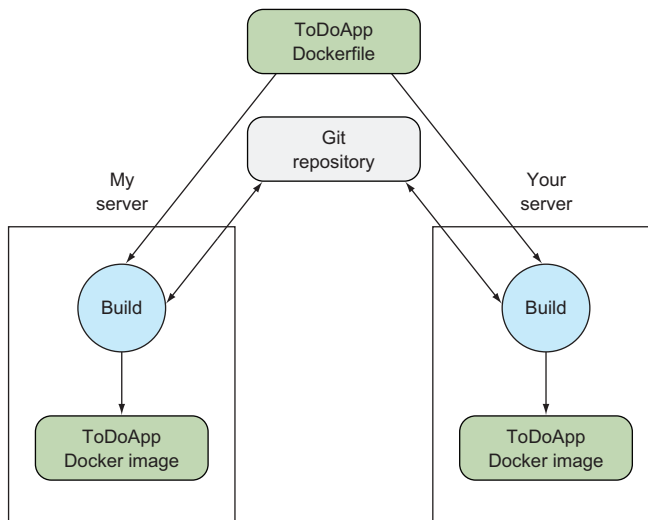 ToDoApp
Dockerfile
Git
repository
My
server
Your
server
Build
Build
ToDoApp
Docker image
ToDoApp
Docker image